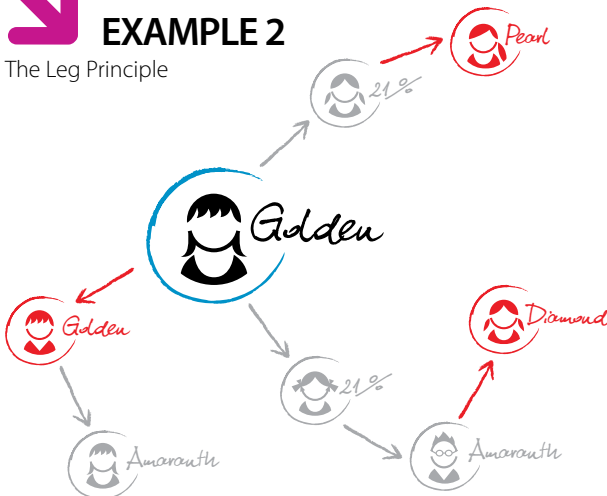 EXAMPLE 2
The Leg Principle
Pearl
21%
Golden
Golden
Diamond
21%
Amaranth
Amaranth